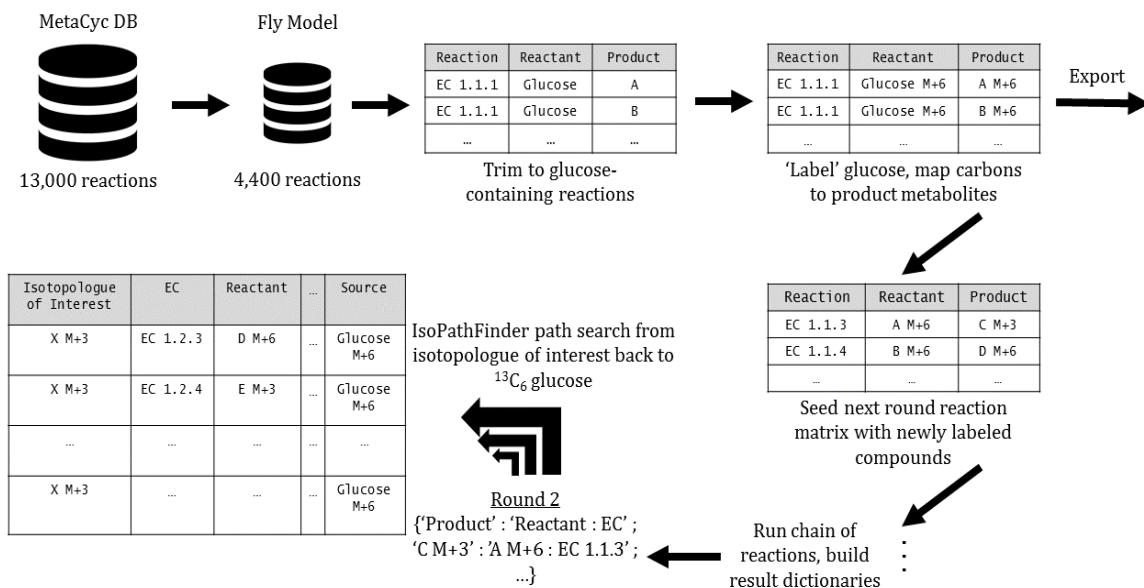 MetaCyc DB
13,000 reactions
Fly Model
4,400 reactions
Reaction Reactant Product
EC 1.1.1 Glucose A
EC 1.1.1 Glucose B
… … …
Trim to glucose-
containing reactions
Reaction Reactant Product
EC 1.1.1 Glucose M+6 A M+6
EC 1.1.1 Glucose M+6 B M+6
… … …
‘Label’ glucose, map carbons
to product metabolites
Export
Reaction Reactant Product
EC 1.1.3 A M+6 C M+3
EC 1.1.4 B M+6 D M+6
… … …
Seed next round reaction
matrix with newly labeled
compounds
Run chain of
reactions, build
result dictionaries
Round 2
{‘Product’ : ‘Reactant : EC’ ;
‘C M+3’ : ’A M+6 : EC 1.1.3’ ;
…}
IsoPathFinder path search from
isotopologue of interest back to
¹³C₆ glucose
Isotopologue EC Reactant … Source
of Interest
X M+3 EC 1.2.3 D M+6 … Glucose
M+6
X M+3 EC 1.2.4 E M+3 … Glucose
M+6
… … … … …
X M+3 … … … Glucose
M+6